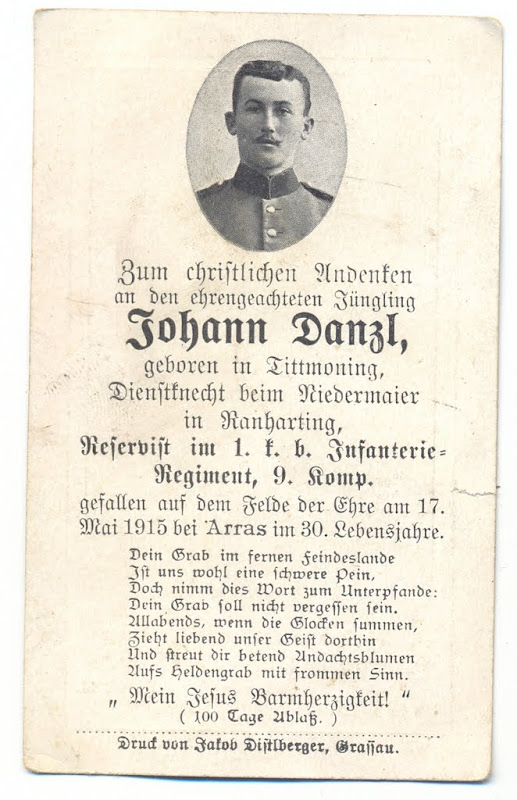 Zum christlichen Andenken
an den ehrengeachteten Jüngling
Johann Danzl,
geboren in Tittmoning,
Dienstknecht beim Niedermaier
in Ranharting,
Reservist im 1. k. b. Infanterie=
Regiment, 9. Komp.
gefallen auf dem Felde der Ehre am 17.
Mai 1915 bei Arras im 30. Lebensjahre.
Dein Grab im fernen Feindeslande
Ist uns wohl eine schwere Pein,
Doch nimm dies Wort zum Unterpfande:
Dein Grab soll nicht vergessen sein.
Allabends, wenn die Glocken summen,
Zieht liebend unser Geist dorthin
Und streut dir betend Andachtsblumen
Aufs Heldengrab mit frommen Sinn.
„Mein Jesus Barmherzigkeit!“
(100 Tage Ablaß.)
Druck von Jakob Distlberger, Grassau.